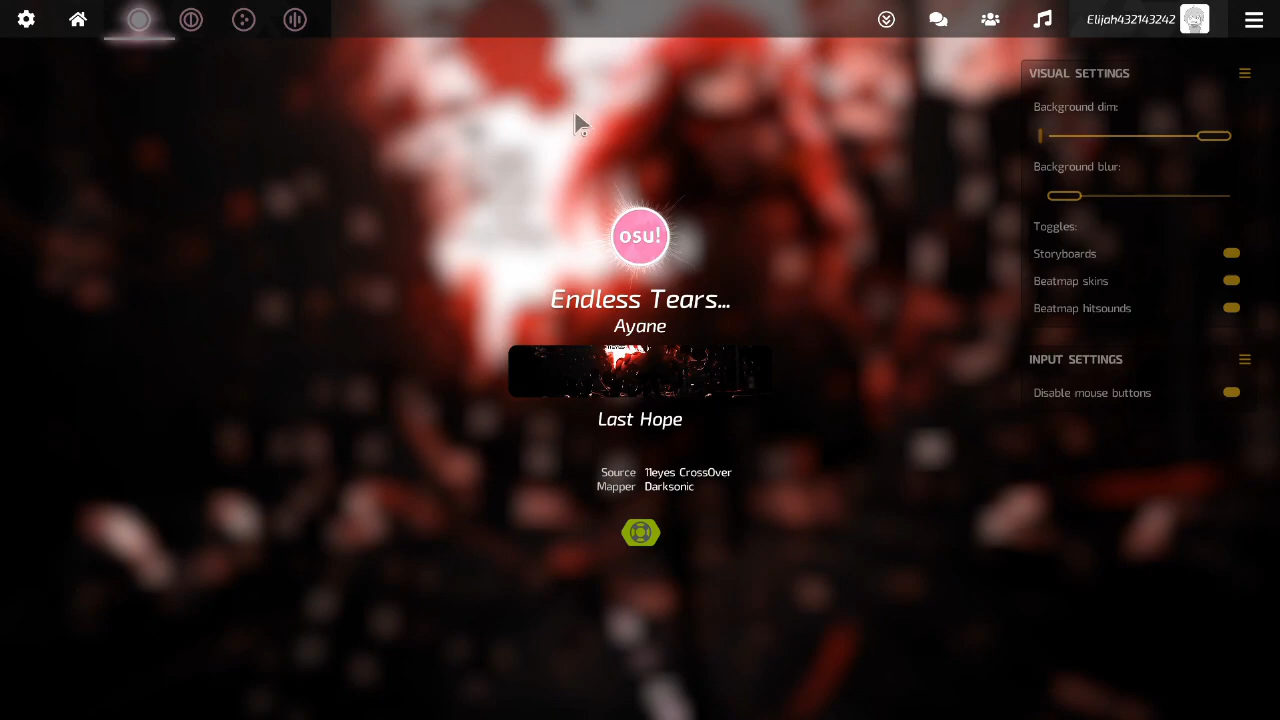 Elijah432143242
VISUAL SETTINGS
Background dim:
Background blur:
Toggles:
Storyboards
Beatmap skins
Beatmap hitsounds
INPUT SETTINGS
Disable mouse buttons
osu!
Endless Tears...
Ayane
Last Hope
Source 11eyes CrossOver
Mapper Darksonic